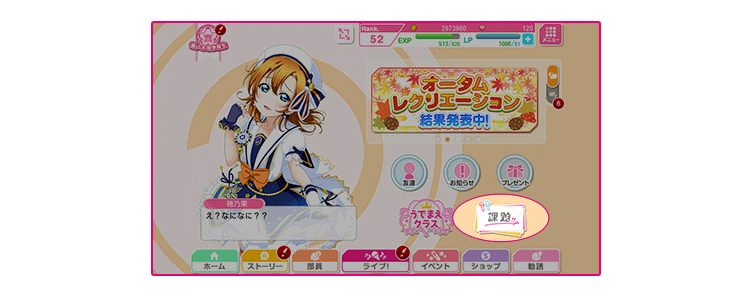 Rank
52
2973960
120
EXP
513/620
LP
1096/51
メニュー
オータム
レクリエーション
結果発表中!
6
友達
お知らせ
プレゼント
穂乃果
え?なになに??
うでまえ
クラス
課題
ホーム
ストーリー
部員
ライブ!
イベント
ショップ
勧誘